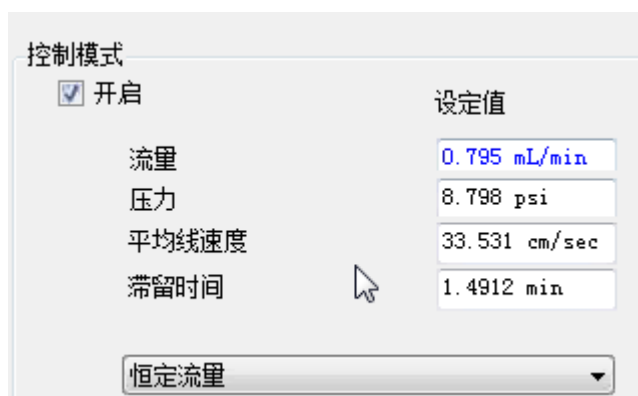 控制模式
开启
设定值
流量 0.795 mL/min
压力 8.798 psi
平均线速度 33.531 cm/sec
滞留时间 1.4912 min
恒定流量